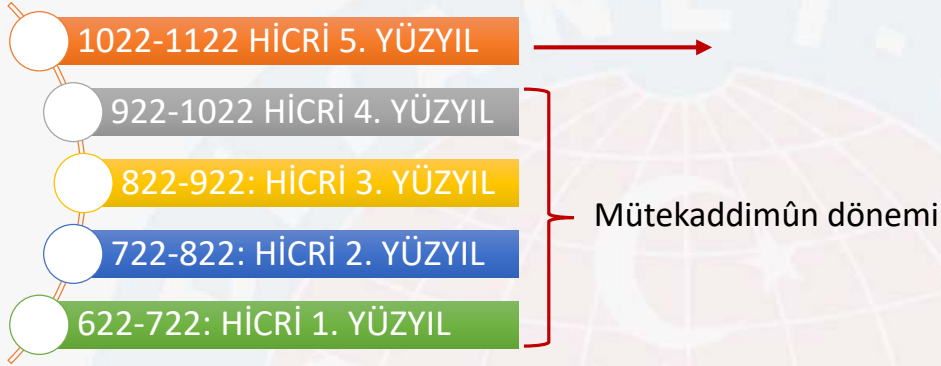 1022-1122 HİCRİ 5. YÜZYIL
922-1022 HİCRİ 4. YÜZYIL
822-922: HİCRİ 3. YÜZYIL
722-822: HİCRİ 2. YÜZYIL
622-722: HİCRİ 1. YÜZYIL
Mütekaddimûn dönemi